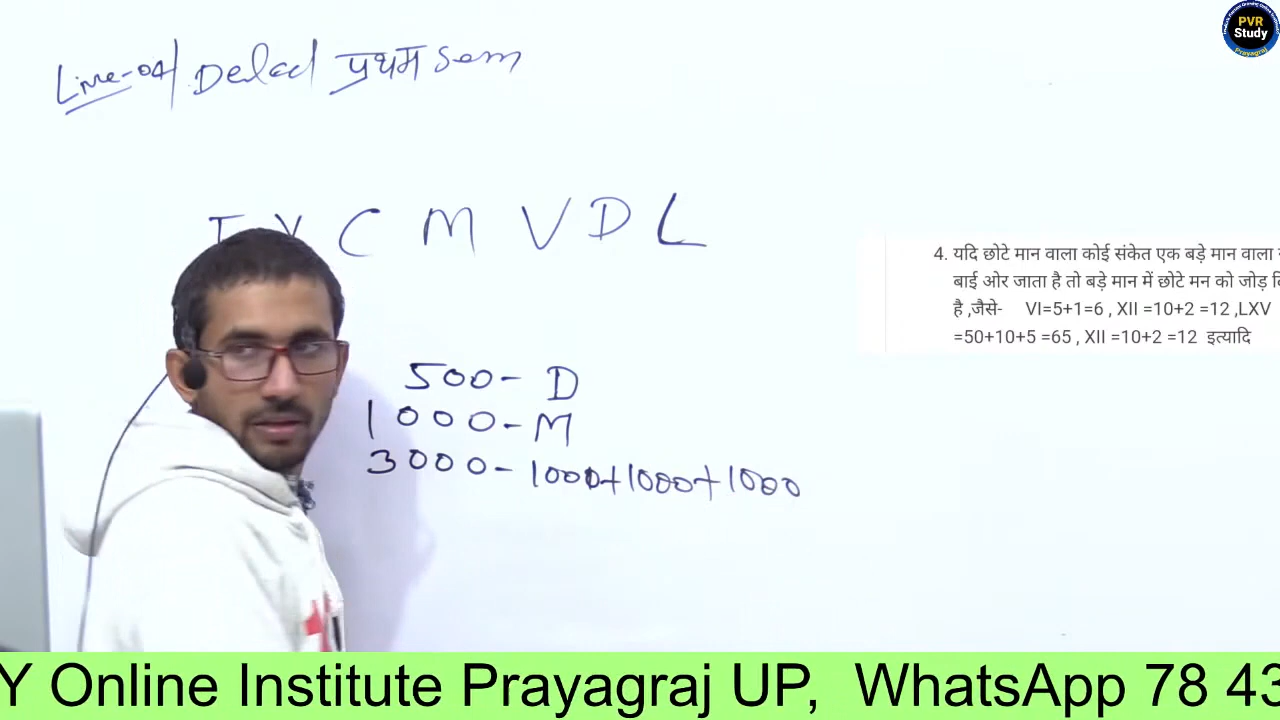 Live-04 Deled प्रथम Sem
PVR
Study
Prayagraj
I X C M V D L
4. यदि छोटे मान वाला कोई संकेत एक बड़े मान वाला
बाई ओर जाता है तो बड़े मान में छोटे मन को जोड़
है ,जैसे- VI=5+1=6 , XII =10+2 =12 ,LXV
=50+10+5 =65 , XII =10+2 =12 इत्यादि
500- D
1000- M
3000- 1000+1000+1000
Y Online Institute Prayagraj UP, WhatsApp 78 43